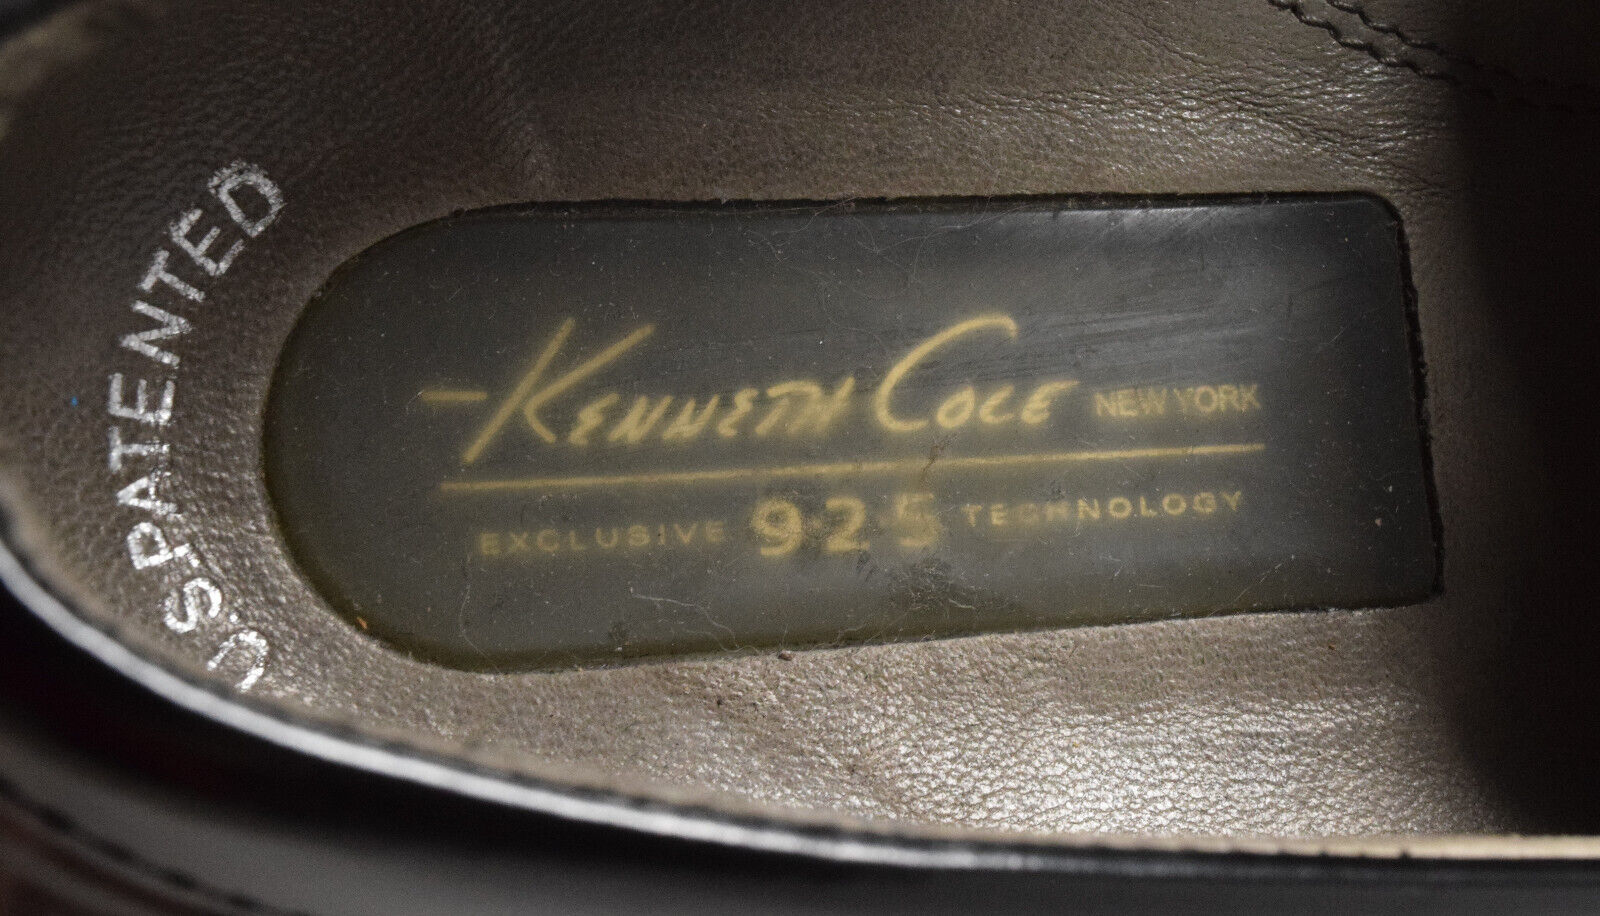 U.S. PATENTED
KENNETH COLE NEW YORK
EXCLUSIVE 925 TECHNOLOGY